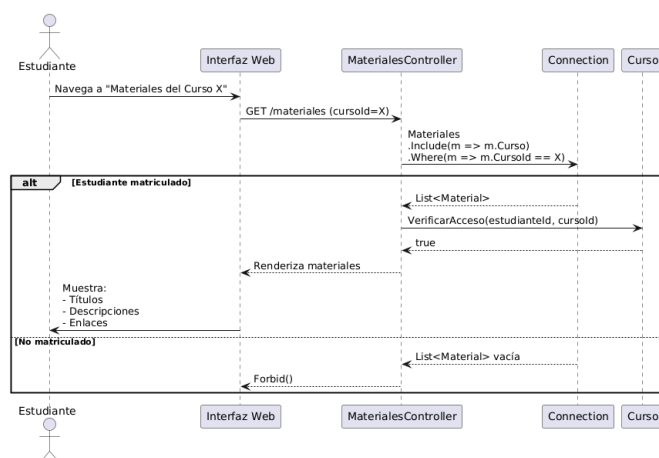 Estudiante
Interfaz Web
MaterialesController
Connection
Curso
Navega a "Materiales del Curso X"
GET /materiales (cursoId=X)
Materiales
.Include(m => m.Curso)
.Where(m => m.CursoId == X)
alt
[Estudiante matriculado]
List<Material>
VerificarAcceso(estudianteId, cursoId)
true
Renderiza materiales
Muestra:
- Títulos
- Descripciones
- Enlaces
[No matriculado]
List<Material> vacía
Forbid()
Estudiante
Interfaz Web
MaterialesController
Connection
Curso